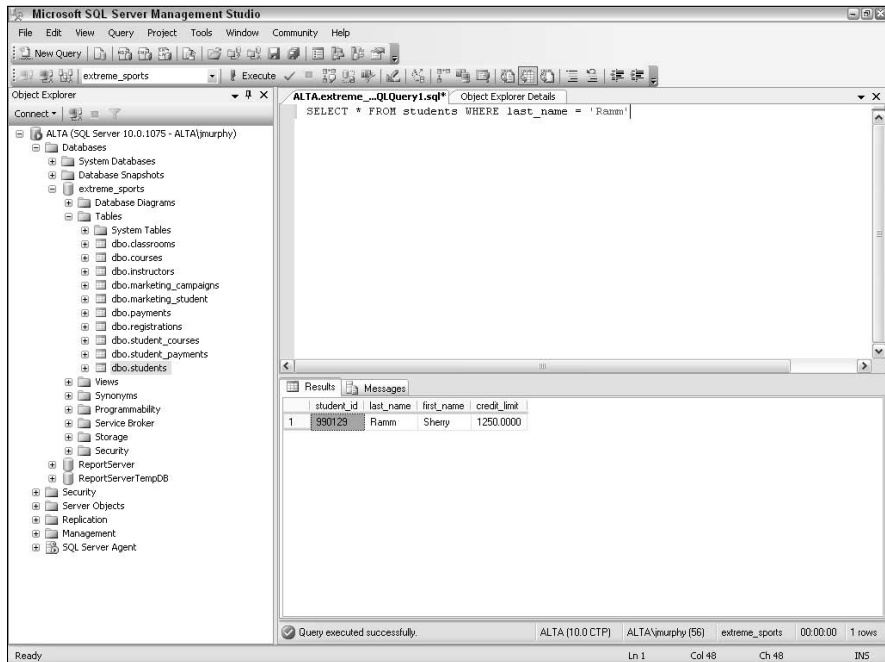 Microsoft SQL Server Management Studio
File Edit View Query Project Tools Window Community Help
New Query
extreme_sports Execute
Object Explorer
ALTA.extreme_...QLQuery1.sql* Object Explorer Details
Connect
SELECT * FROM students WHERE last_name = 'Ramm'
ALTA (SQL Server 10.0.1075 - ALTA\jmurphy)
Databases
System Databases
Database Snapshots
extreme_sports
Database Diagrams
Tables
System Tables
dbo.classrooms
dbo.courses
dbo.instructors
dbo.marketing_campaigns
dbo.marketing_student
dbo.payments
dbo.registrations
dbo.student_courses
dbo.student_payments
dbo.students
Views
Synonyms
Programmability
Service Broker
Storage
Security
ReportServer
ReportServerTempDB
Security
Server Objects
Replication
Management
SQL Server Agent
Results Messages
student_id last_name first_name credit_limit
1 990129 Ramm Sherry 1250.0000
Query executed successfully. ALTA (10.0 CTP) ALTA\jmurphy (56) extreme_sports 00:00:00 1 rows
Ready Ln 1 Col 48 Ch 48 INS